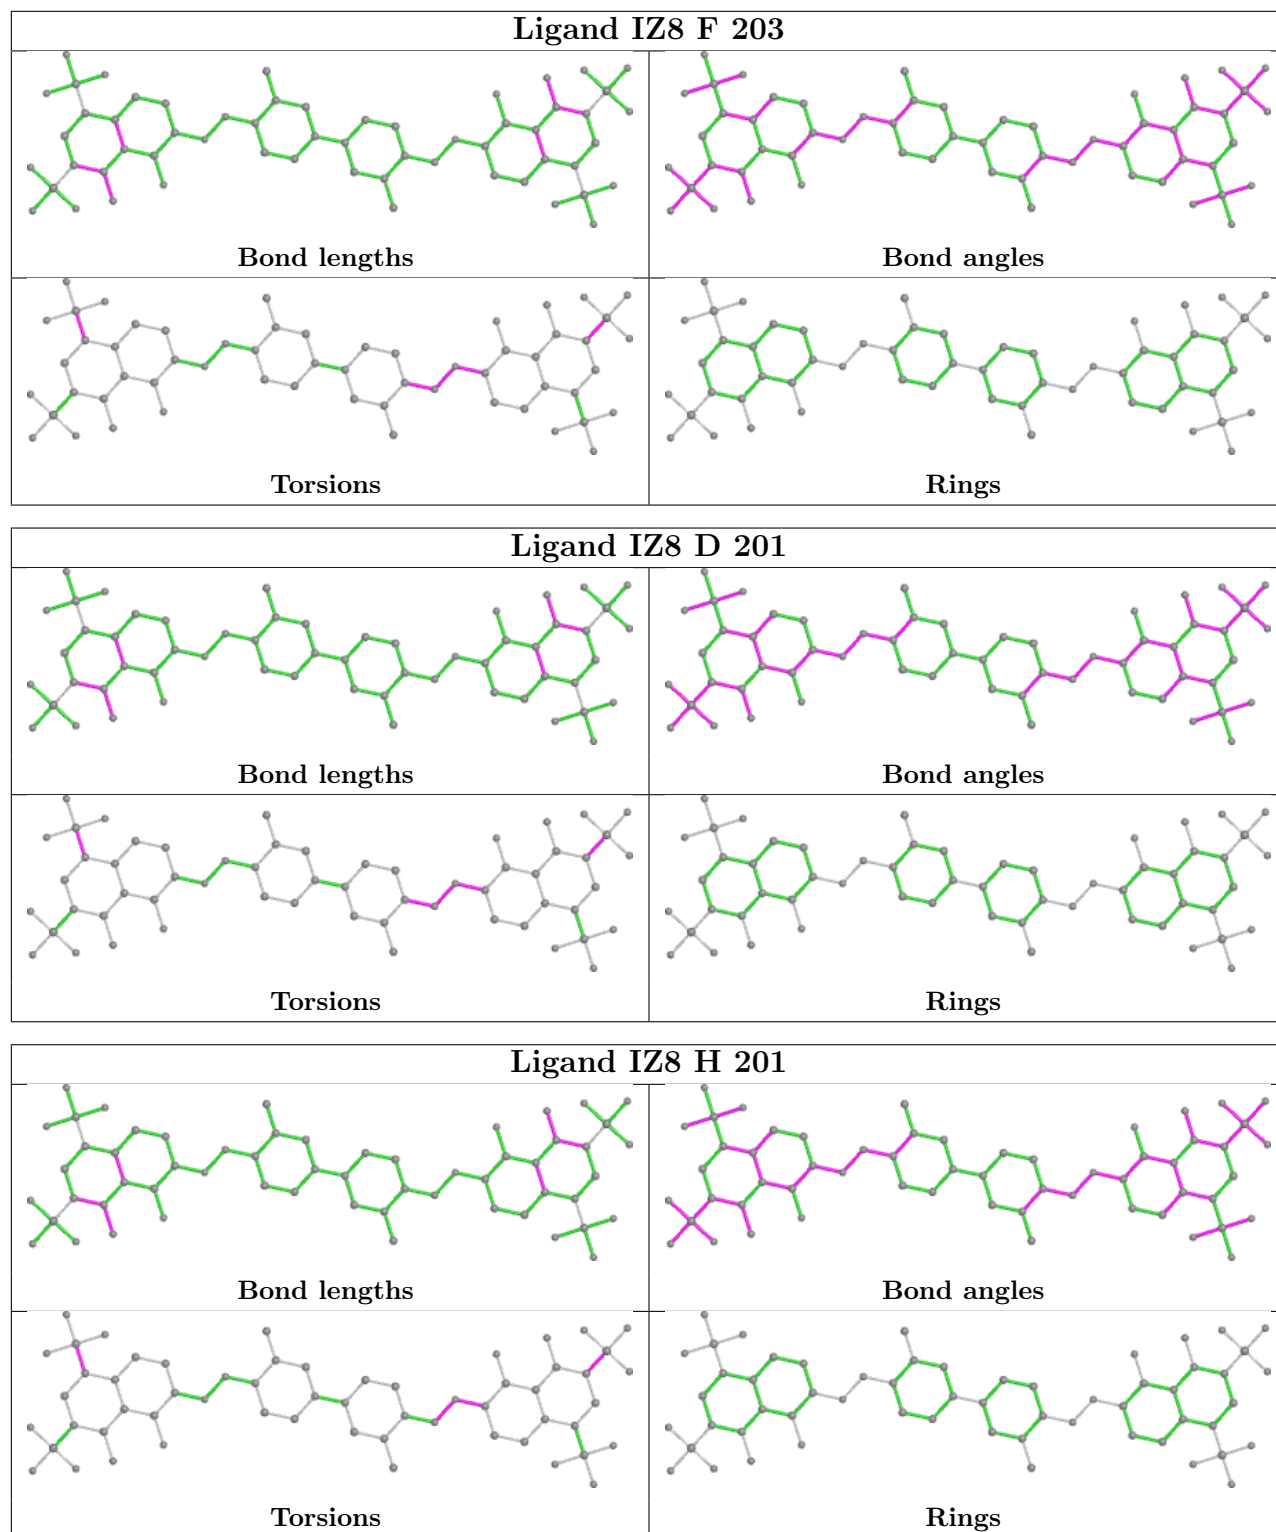 Ligand IZ8 F 203
Bond lengths
Bond angles
Torsions
Rings
Ligand IZ8 D 201
Bond lengths
Bond angles
Torsions
Rings
Ligand IZ8 H 201
Bond lengths
Bond angles
Torsions
Rings